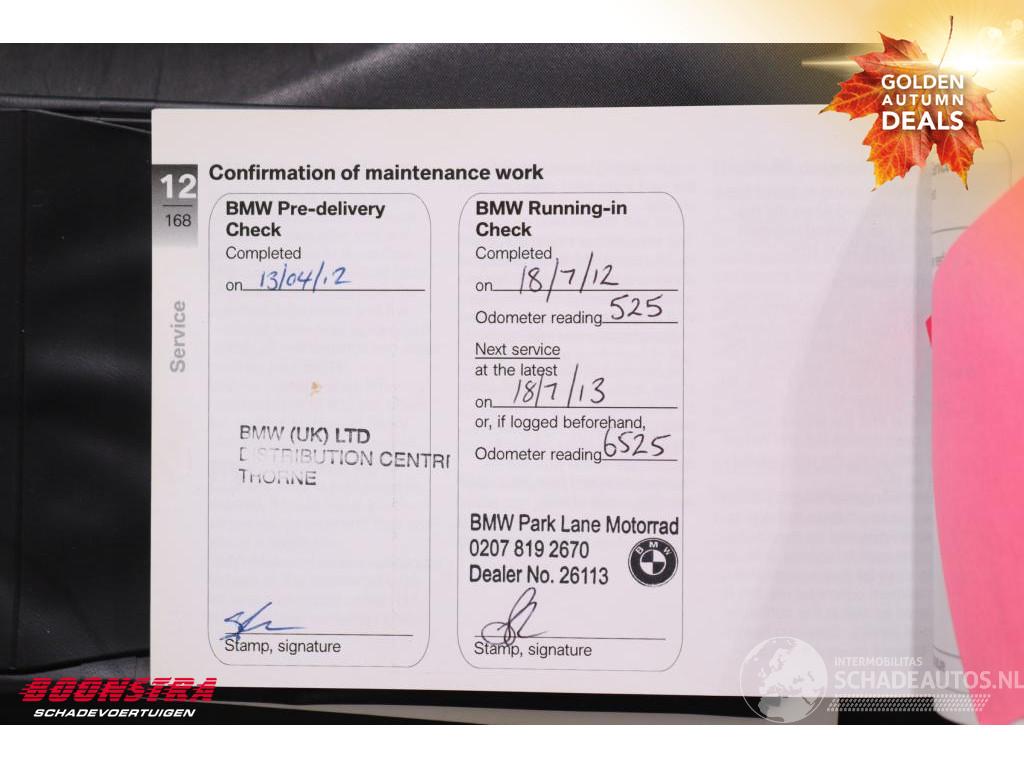 GOLDEN
AUTUMN
DEALS
12
168
Service
Confirmation of maintenance work
BMW Pre-delivery
Check
Completed
on 13/04/12
BMW (UK) LTD
DISTRIBUTION CENTR
THORNE
Stamp, signature
BMW Running-in
Check
Completed
on 18/7/12
Odometer reading 525
Next service
at the latest
on 18/7/13
or, if logged beforehand,
Odometer reading 6525
BMW Park Lane Motorrad
0207 819 2670
Dealer No. 26113
BMW
Stamp, signature
BOONSTRA
SCHADEVOERTUIGEN
INTERMOBILITAS
SCHADEAUTOS.NL